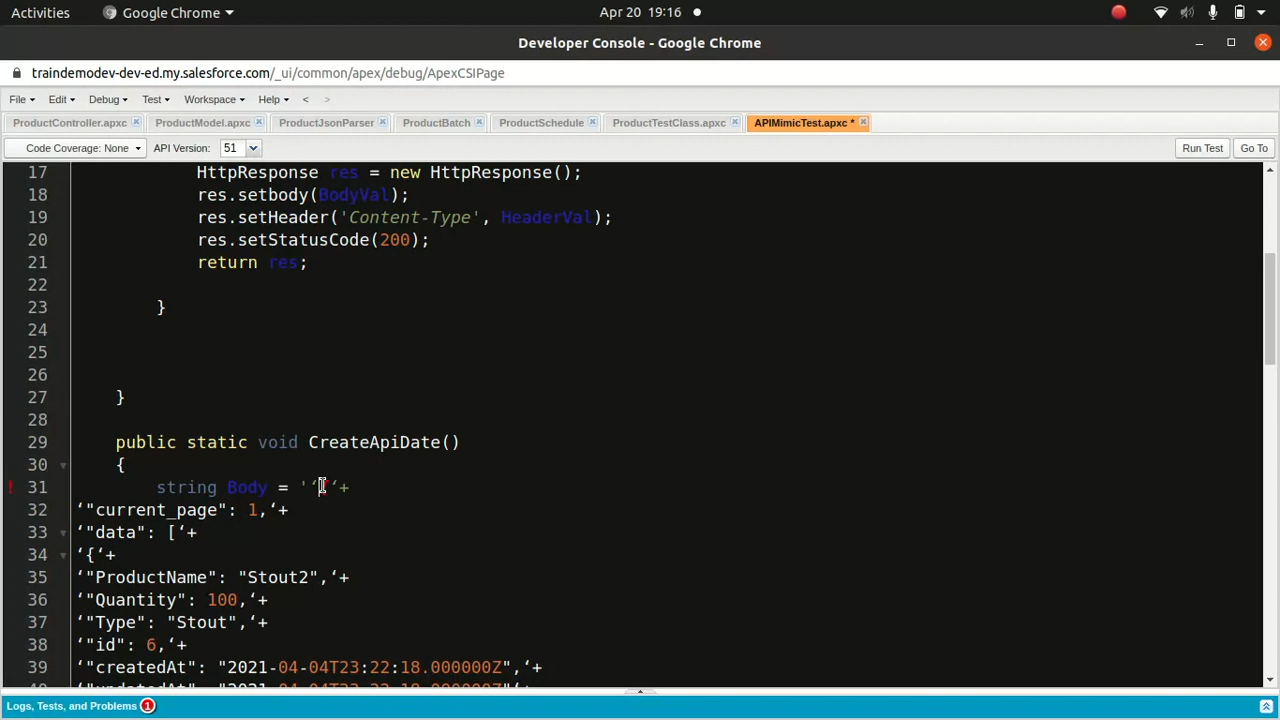 Activities
Google Chrome
Apr 20 19:16
Developer Console - Google Chrome
traindemodev-dev-ed.my.salesforce.com/_ui/common/apex/debug/ApexCSIPage
File Edit Debug Test Workspace Help < >
ProductController.apxc ProductModel.apxc ProductJsonParser ProductBatch ProductSchedule ProductTestClass.apxc APIMimicTest.apxc *
Code Coverage: None API Version: 51 Run Test Go To
17 HttpResponse res = new HttpResponse();
18 res.setbody(BodyVal);
19 res.setHeader('Content-Type', HeaderVal);
20 res.setStatusCode(200);
21 return res;
22
23 }
24
25
26
27 }
28
29 public static void CreateApiDate()
30 {
! 31 string Body = '‘{‘+
32 ‘"current_page": 1,‘+
33 ‘"data": [‘+
34 ‘{‘+
35 ‘"ProductName": "Stout2",‘+
36 ‘"Quantity": 100,‘+
37 ‘"Type": "Stout",‘+
38 ‘"id": 6,‘+
39 ‘"createdAt": "2021-04-04T23:22:18.000000Z",‘+
Logs, Tests, and Problems 1